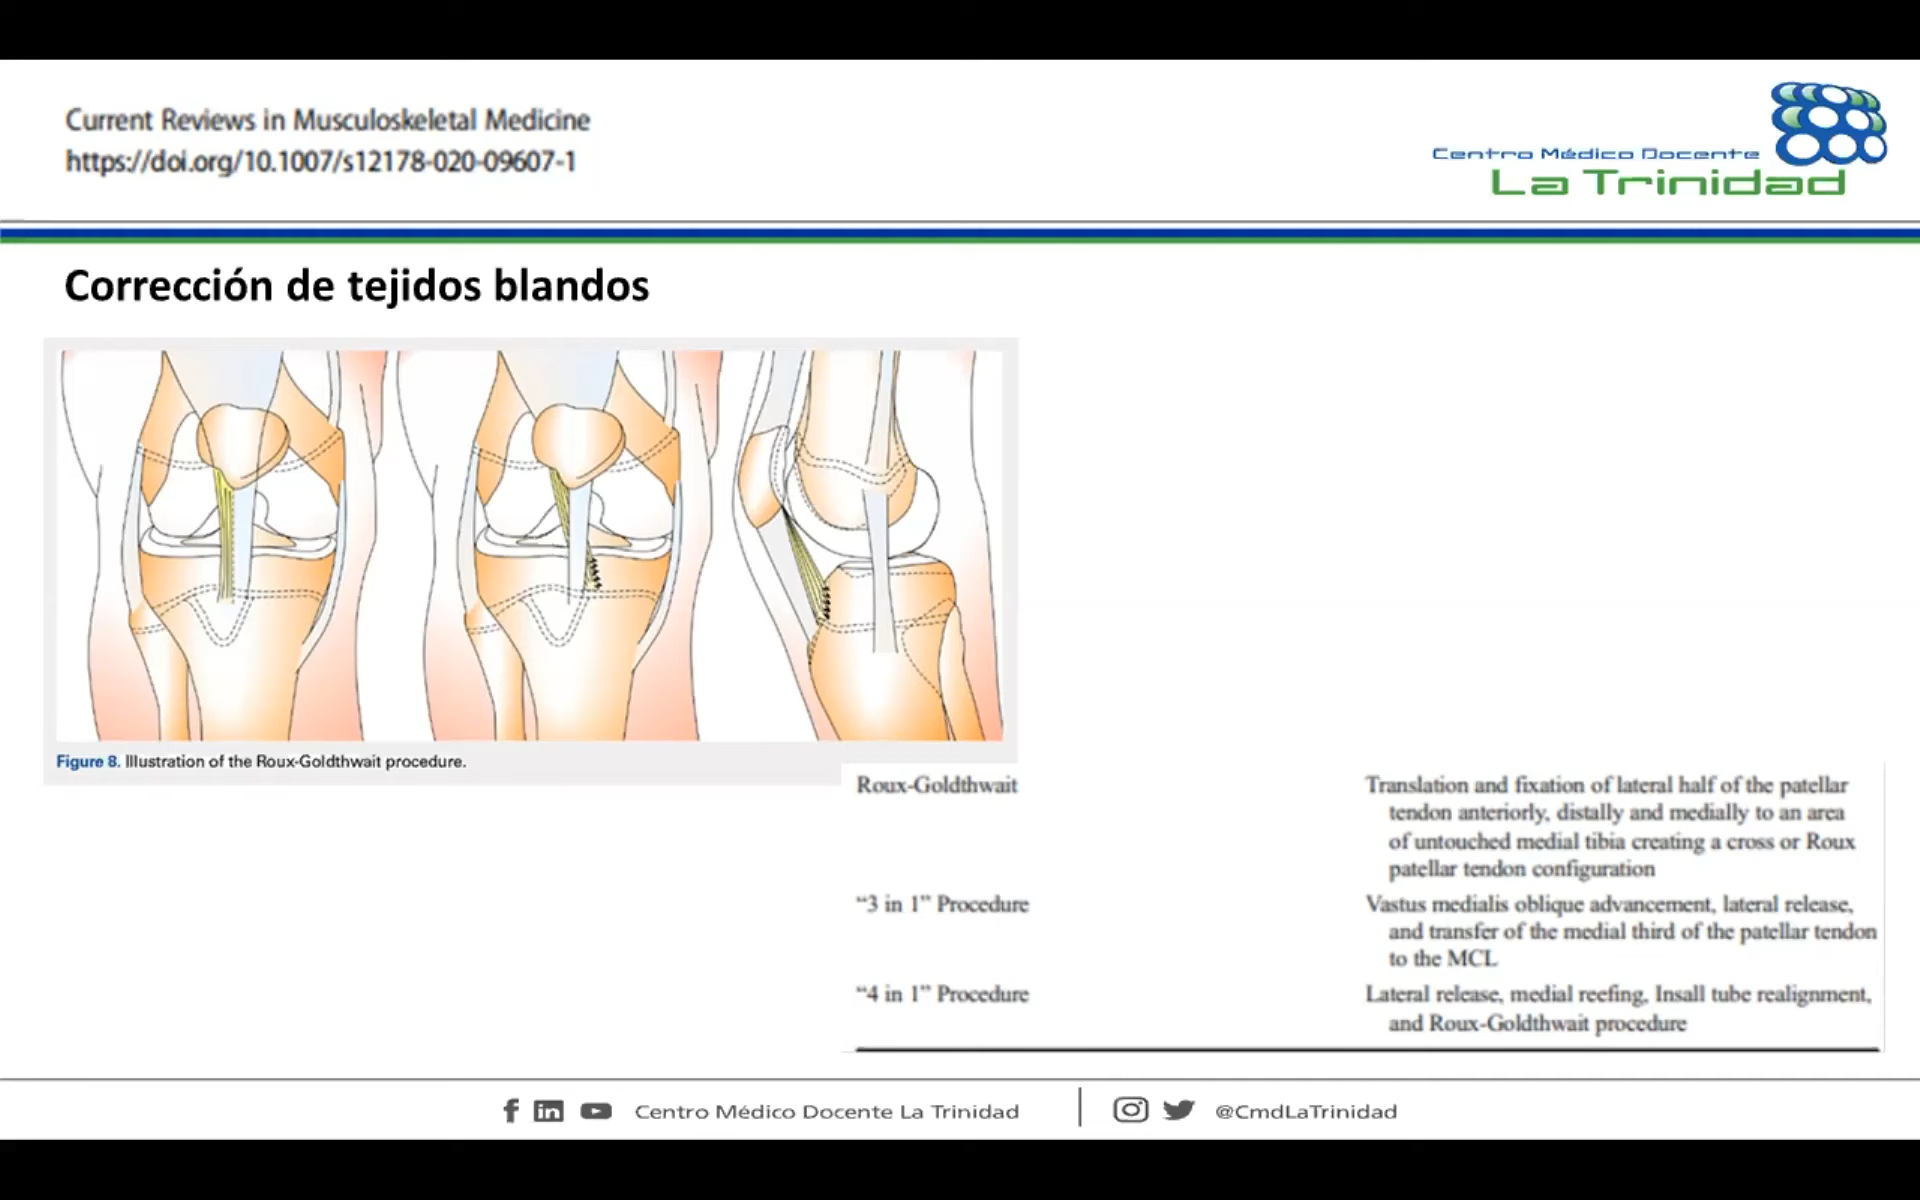 Current Reviews in Musculoskeletal Medicine
https://doi.org/10.1007/s12178-020-09607-1
Centro Médico Docente
La Trinidad
Corrección de tejidos blandos
Figure 8. Illustration of the Roux-Goldthwait procedure.
Roux-Goldthwait
Translation and fixation of lateral half of the patellar
tendon anteriorly, distally and medially to an area
of untouched medial tibia creating a cross or Roux
patellar tendon configuration
“3 in 1” Procedure
Vastus medialis oblique advancement, lateral release,
and transfer of the medial third of the patellar tendon
to the MCL
“4 in 1” Procedure
Lateral release, medial reefing, Insall tube realignment,
and Roux-Goldthwait procedure
Centro Médico Docente La Trinidad
@CmdLaTrinidad